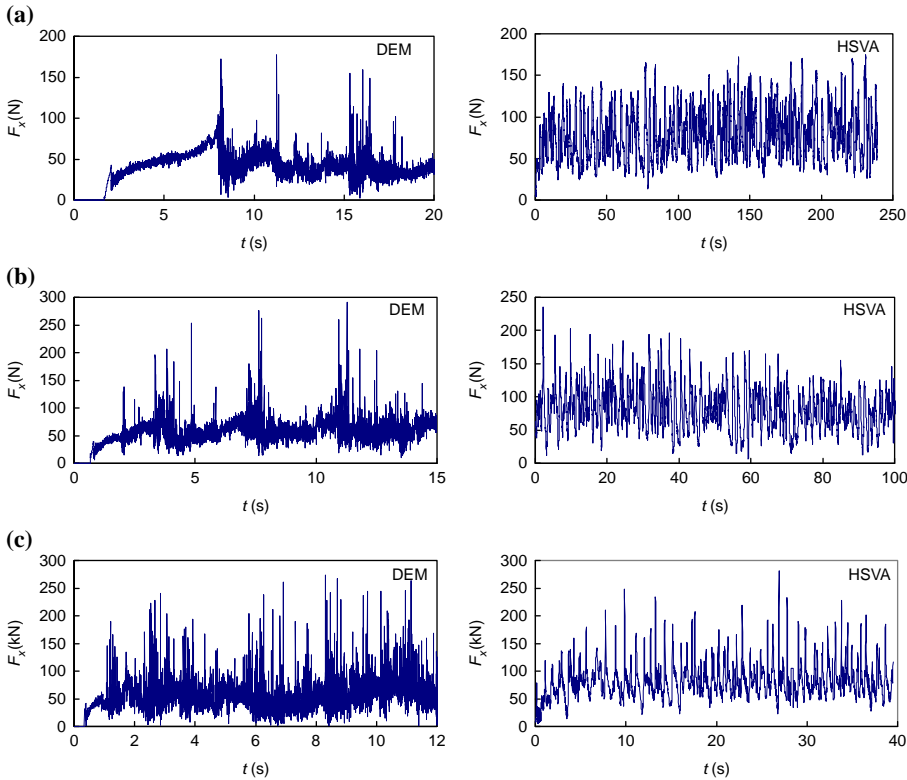 (a)
DEM
200
150
100
50
0
Fx(N)
0 5 10 15 20
t (s)
HSVA
200
150
100
50
0
Fx(N)
0 50 100 150 200 250
t (s)
(b)
DEM
300
250
200
150
100
50
0
Fx(N)
0 5 10 15
t (s)
HSVA
250
200
150
100
50
0
Fx(N)
0 20 40 60 80 100
t (s)
(c)
DEM
300
250
200
150
100
50
0
Fx(kN)
0 2 4 6 8 10 12
t (s)
HSVA
300
250
200
150
100
50
0
Fx(kN)
0 10 20 30 40
t (s)